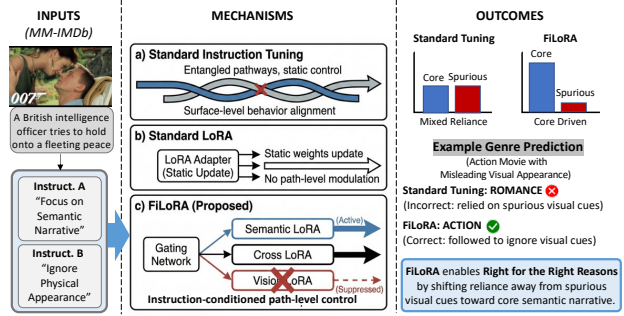 INPUTS
(MM-IMDb)
007
A British intelligence
officer tries to hold
onto a fleeting peace
Instruct. A
“Focus on
Semantic
Narrative”
Instruct. B
“Ignore
Physical
Appearance”
MECHANISMS
a) Standard Instruction Tuning
Entangled pathways, static control
Surface-level behavior alignment
b) Standard LoRA
LoRA Adapter
(Static Update)
Static weights update
No path-level modulation
c) FiLoRA (Proposed)
Gating
Network
Semantic LoRA
(Active)
Cross LoRA
Vision LoRA
(Suppressed)
Instruction-conditioned path-level control
OUTCOMES
Standard Tuning
Core
Spurious
Mixed Reliance
FiLoRA
Core
Spurious
Core Driven
Example Genre Prediction
(Action Movie with
Misleading Visual Appearance)
Standard Tuning: ROMANCE
(Incorrect: relied on spurious visual cues)
FiLoRA: ACTION
(Correct: followed to ignore visual cues)
FiLoRA enables Right for the Right Reasons
by shifting reliance away from spurious
visual cues toward core semantic narrative.